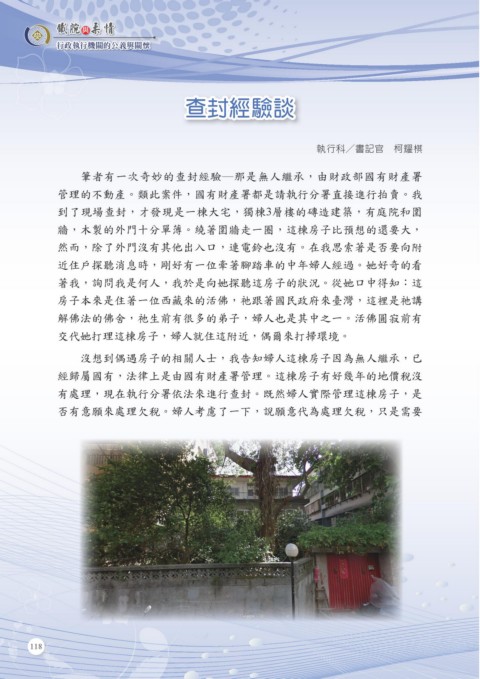 鐵腕與柔情
行政執行機關的公義與關懷
查封經驗談
執行科／書記官　柯耀棋
筆者有一次奇妙的查封經驗─那是無人繼承，由財政部國有財產署
管理的不動產。類此案件，國有財產署都是請執行分署直接進行拍賣。我
到了現場查封，才發現是一棟大宅，獨棟3層樓的磚造建築，有庭院和圍
牆，木製的外門十分單薄。繞著圍牆走一圈，這棟房子比預想的還要大，
然而，除了外門沒有其他出入口，連電鈴也沒有。在我思索著是否要向附
近住戶探聽消息時，剛好有一位牽著腳踏車的中年婦人經過。她好奇的看
著我，詢問我是何人，我於是向她探聽這房子的狀況。從她口中得知：這
房子本來是住著一位西藏來的活佛，祂跟著國民政府來臺灣，這裡是祂講
解佛法的佛舍，祂生前有很多的弟子，婦人也是其中之一。活佛圓寂前有
交代她打理這棟房子，婦人就住這附近，偶爾來打掃環境。
沒想到偶遇房子的相關人士，我告知婦人這棟房子因為無人繼承，已
經歸屬國有，法律上是由國有財產署管理。這棟房子有好幾年的地價稅沒
有處理，現在執行分署依法來進行查封。既然婦人實際管理這棟房子，是
否有意願來處理欠稅。婦人考慮了一下，說願意代為處理欠稅，只是需要
118